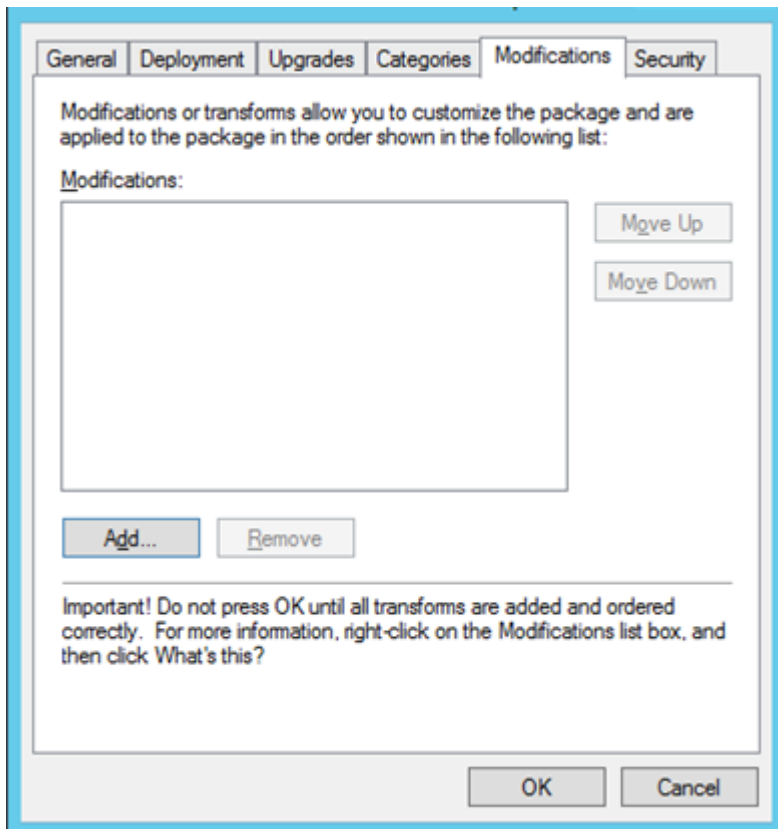 General Deployment Upgrades Categories Modifications Security
Modifications or transforms allow you to customize the package and are
applied to the package in the order shown in the following list:
Modifications:
Move Up
Move Down
Add... Remove
Important! Do not press OK until all transforms are added and ordered
correctly. For more information, right-click on the Modifications list box, and
then click What's this?
OK Cancel